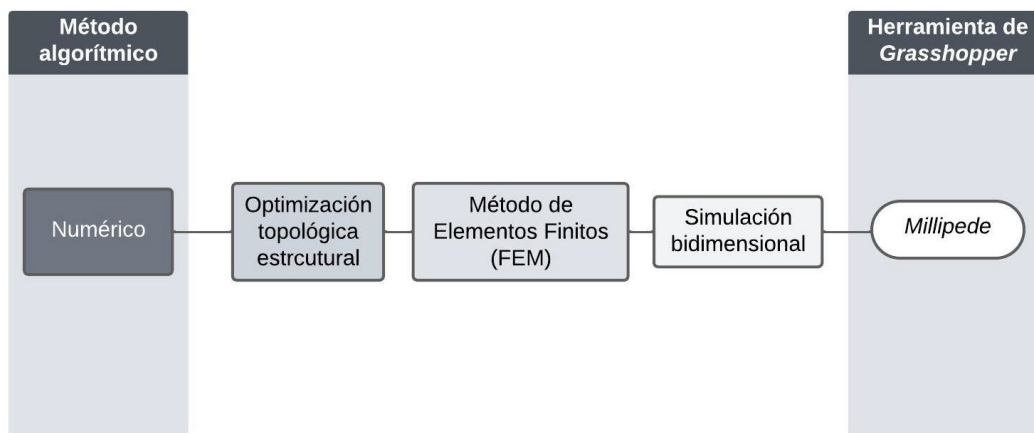 Método
algorítmico
Herramienta de
Grasshopper
Numérico
Optimización
topológica
estrcutural
Método de
Elementos Finitos
(FEM)
Simulación
bidimensional
Millipede